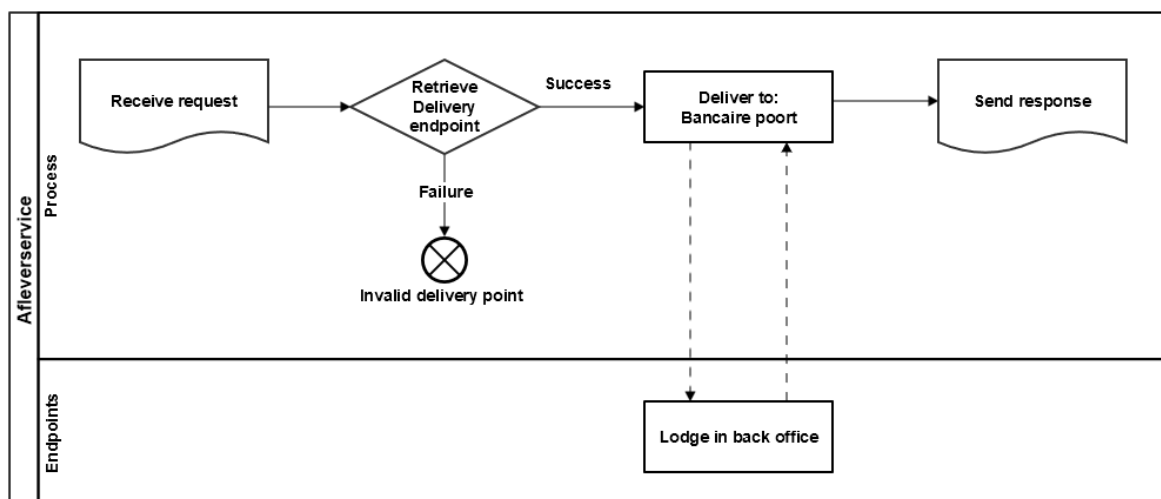 Afleverservice
Process
Receive request
Retrieve
Delivery
endpoint
Success
Deliver to:
Bancaire poort
Send response
Failure
Invalid delivery point
Endpoints
Lodge in back office